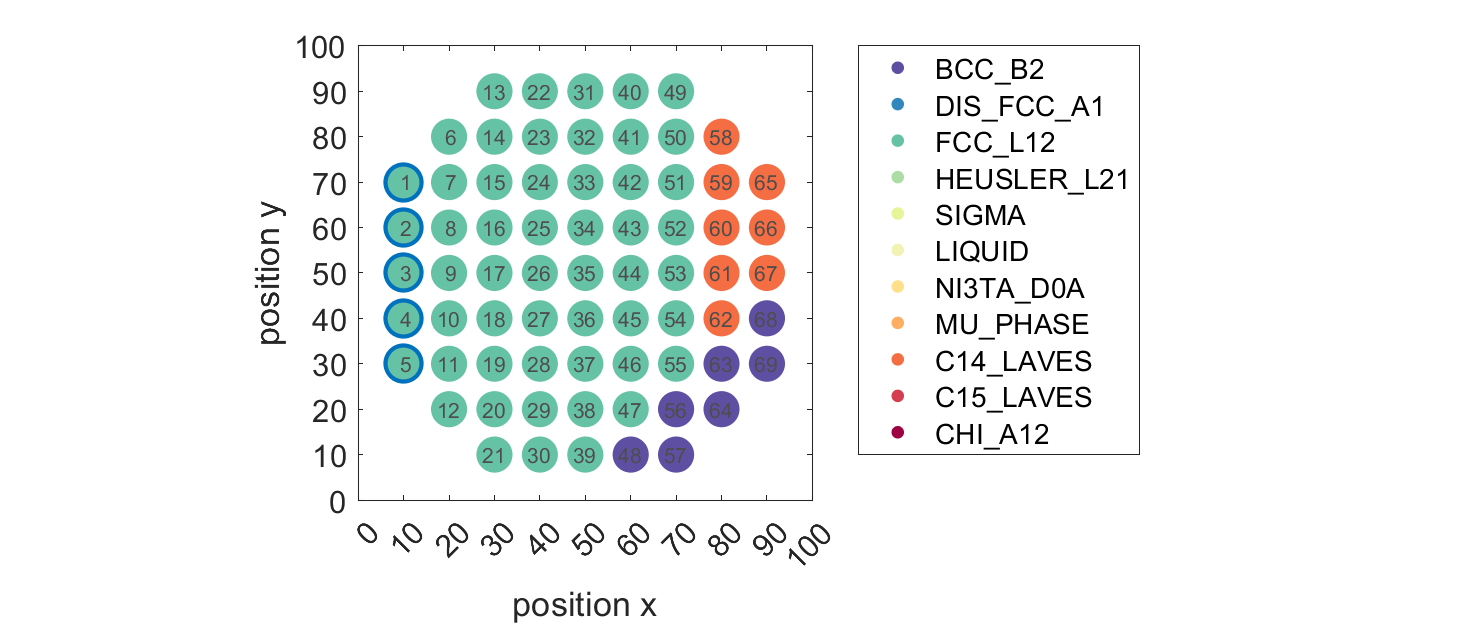 100
90
80
70
60
50
40
30
20
10
0
position y
13 22 31 40 49
6 14 23 32 41 50 58
1 7 15 24 33 42 51 59 65
2 8 16 25 34 43 52 60 66
3 9 17 26 35 44 53 61 67
4 10 18 27 36 45 54 62 68
5 11 19 28 37 46 55 63 69
12 20 29 38 47 56 64
21 30 39 48 57
0 10 20 30 40 50 60 70 80 90 100
position x
BCC_B2
DIS_FCC_A1
FCC_L12
HEUSLER_L21
SIGMA
LIQUID
NI3TA_D0A
MU_PHASE
C14_LAVES
C15_LAVES
CHI_A12